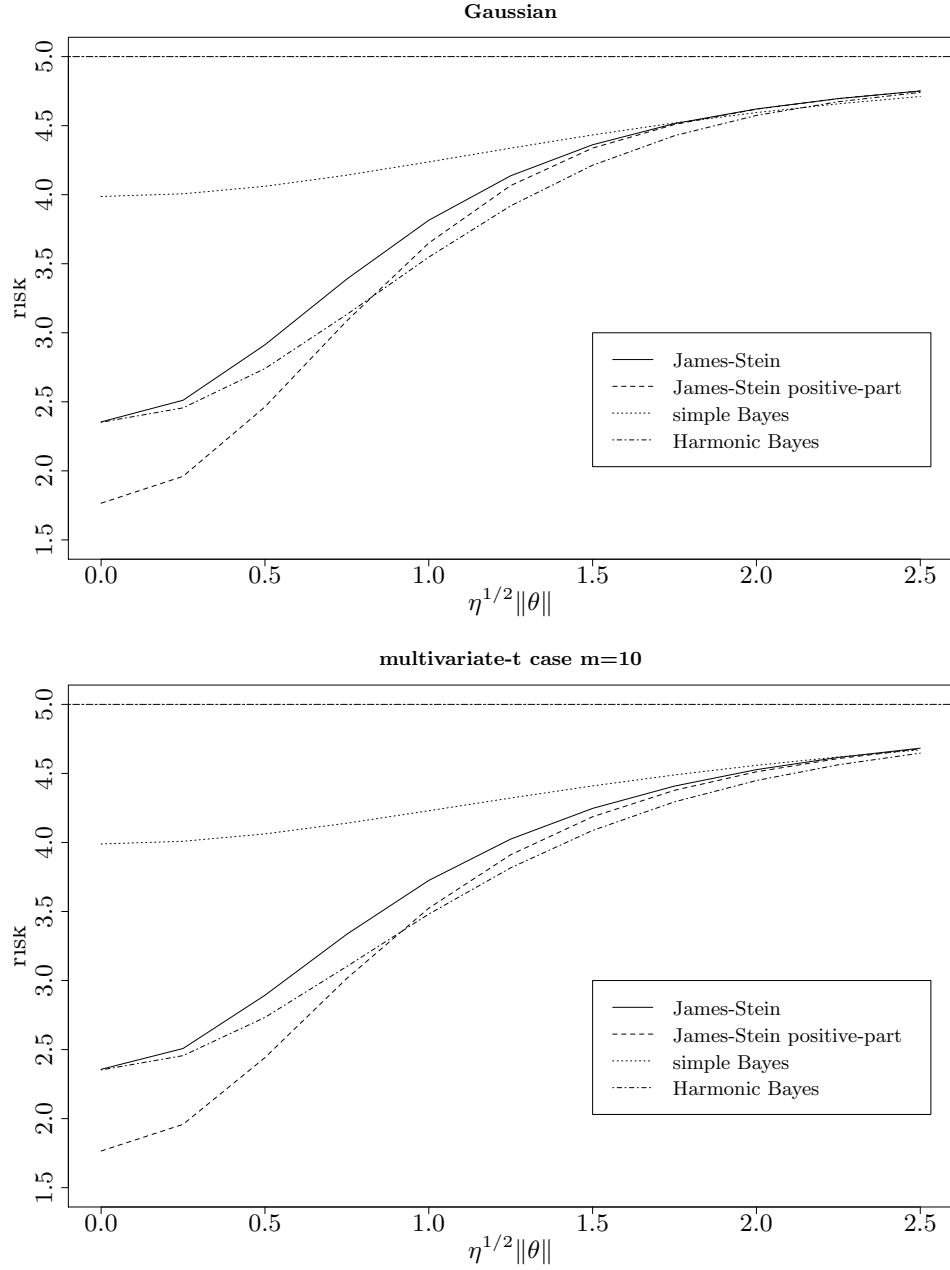 Gaussian
5.0
4.5
4.0
3.5
3.0
2.5
2.0
1.5
risk
James-Stein
James-Stein positive-part
simple Bayes
Harmonic Bayes
0.0 0.5 1.0 1.5 2.0 2.5
η^{1/2}‖θ‖
multivariate-t case m=10
5.0
4.5
4.0
3.5
3.0
2.5
2.0
1.5
risk
James-Stein
James-Stein positive-part
simple Bayes
Harmonic Bayes
0.0 0.5 1.0 1.5 2.0 2.5
η^{1/2}‖θ‖